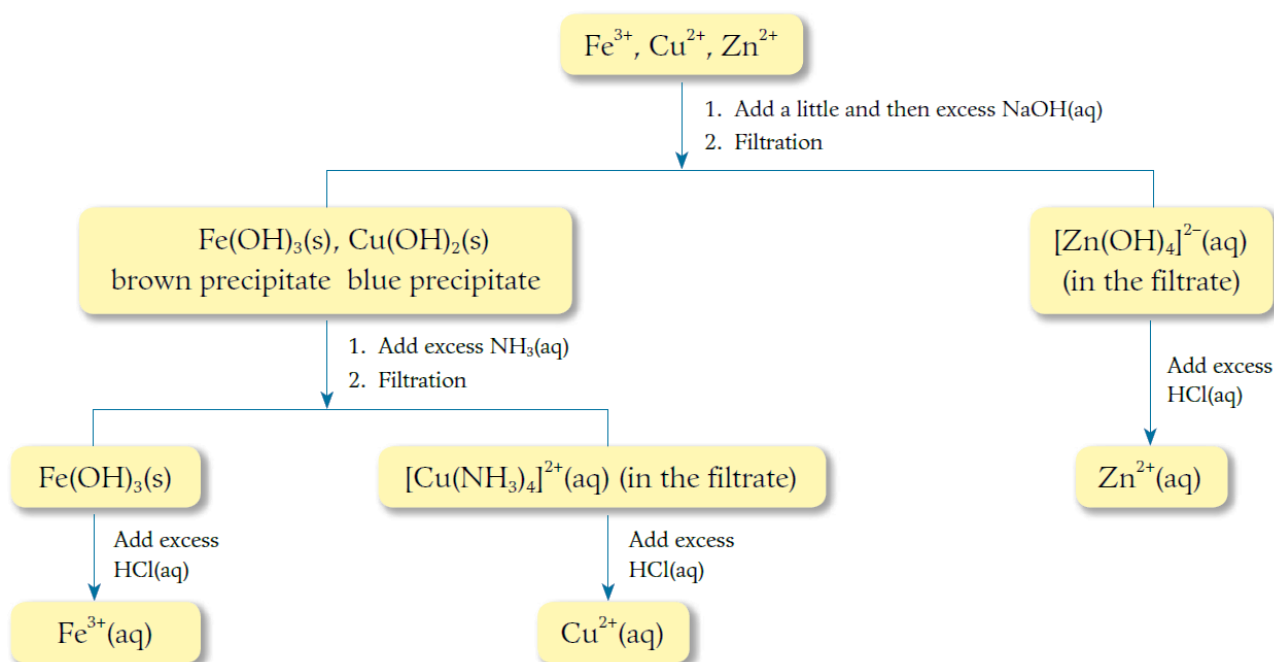 Fe³⁺, Cu²⁺, Zn²⁺
1. Add a little and then excess NaOH(aq)
2. Filtration
Fe(OH)₃(s), Cu(OH)₂(s)
brown precipitate blue precipitate
[Zn(OH)₄]²⁻(aq)
(in the filtrate)
1. Add excess NH₃(aq)
2. Filtration
Add excess
HCl(aq)
Fe(OH)₃(s)
[Cu(NH₃)₄]²⁺(aq) (in the filtrate)
Zn²⁺(aq)
Add excess
HCl(aq)
Add excess
HCl(aq)
Fe³⁺(aq)
Cu²⁺(aq)